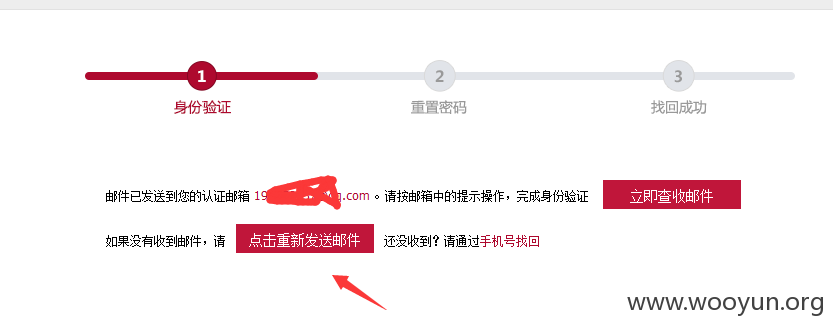 1
2
3
身份验证
重置密码
找回成功
邮件已发送到您的认证邮箱 19 q.com 。请按邮箱中的提示操作，完成身份验证 立即查收邮件
如果没有收到邮件，请 点击重新发送邮件 还没收到？请通过手机号找回
www.wooyun.org